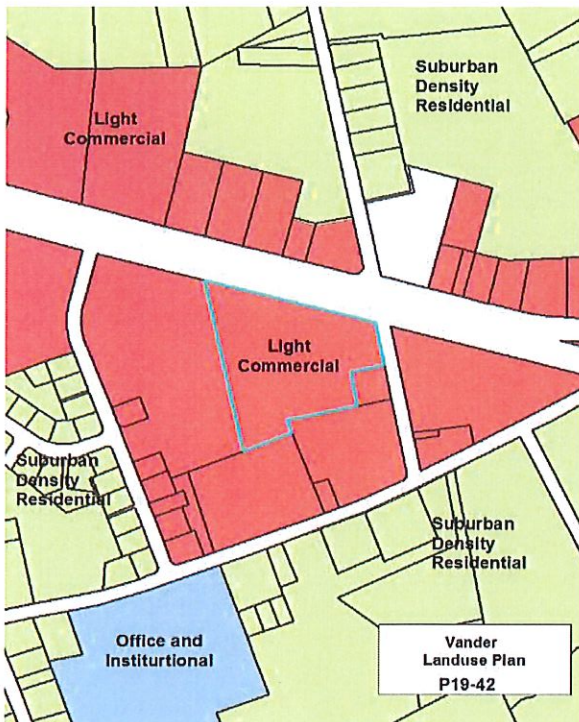 Suburban
Density
Residential
Light
Commercial
Light
Commercial
Suburban
Density
Residential
Suburban
Density
Residential
Office and
Institurtional
Vander
Landuse Plan
P19-42